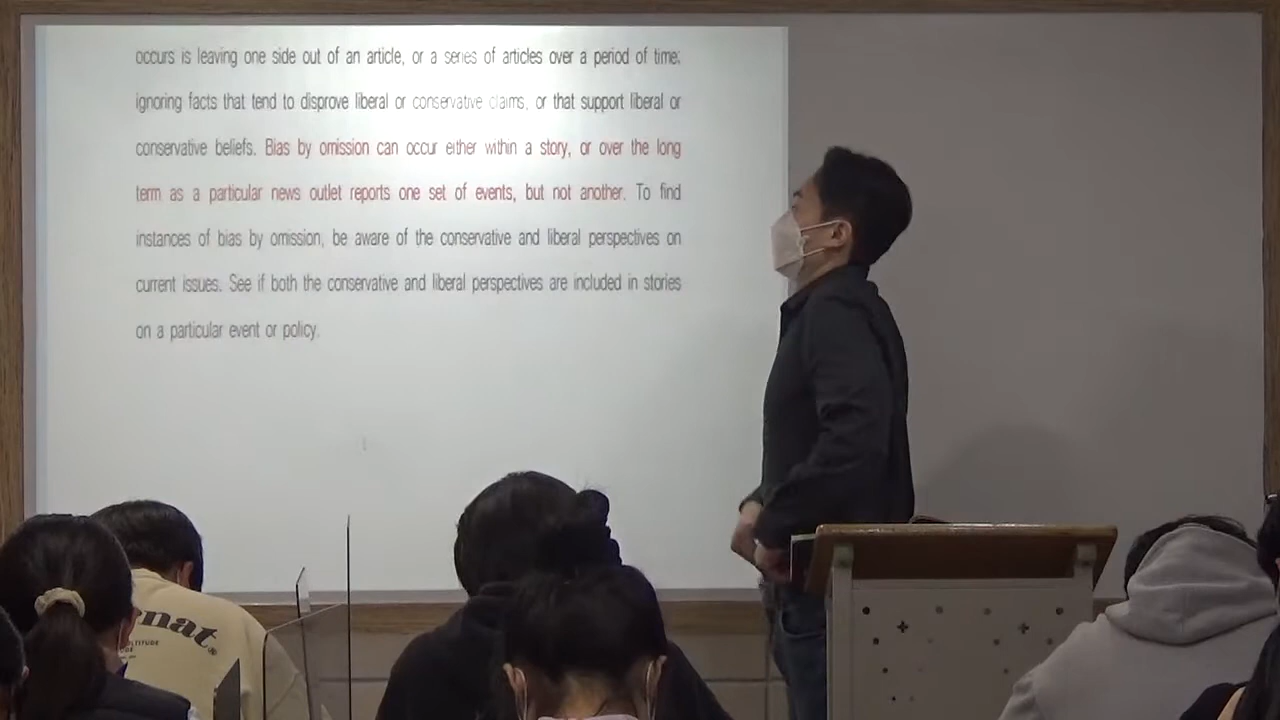 occurs is leaving one side out of an article, or a series of articles over a period of time;
ignoring facts that tend to disprove liberal or conservative claims, or that support liberal or
conservative beliefs. Bias by omission can occur either within a story, or over the long
term as a particular news outlet reports one set of events, but not another. To find
instances of bias by omission, be aware of the conservative and liberal perspectives on
current issues. See if both the conservative and liberal perspectives are included in stories
on a particular event or policy.